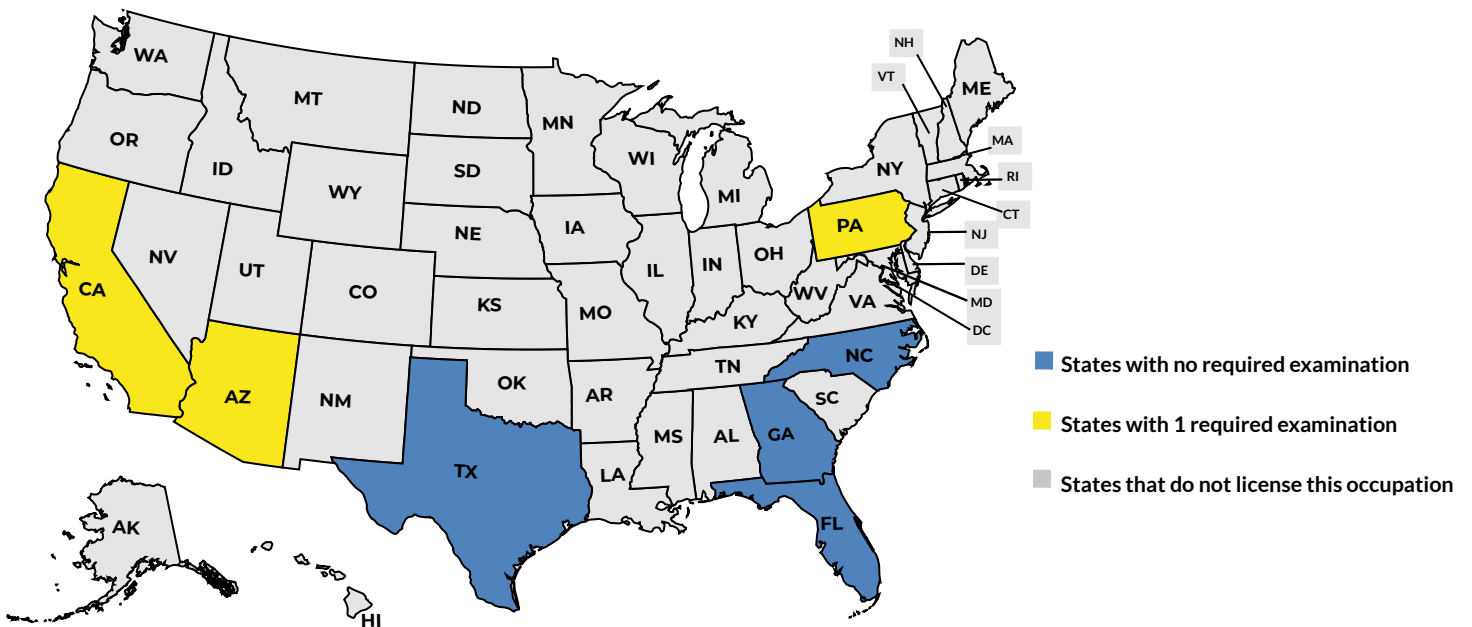 WA
MT
ND
MN
OR
ID
SD
WI
MI
WY
NE
IA
NY
VT
NH
ME
MA
RI
CT
NJ
DE
MD
DC
PA
CA
NV
UT
CO
KS
MO
IL
IN
OH
WV
VA
KY
AZ
NM
OK
AR
TN
NC
SC
MS
AL
GA
TX
LA
FL
AK
HI
States with no required examination
States with 1 required examination
States that do not license this occupation